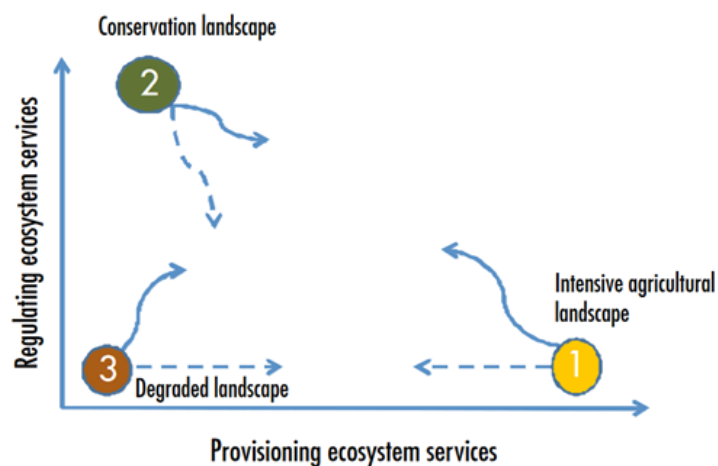 Conservation landscape
2
Regulating ecosystem services
Intensive agricultural
landscape
3
1
Degraded landscape
Provisioning ecosystem services